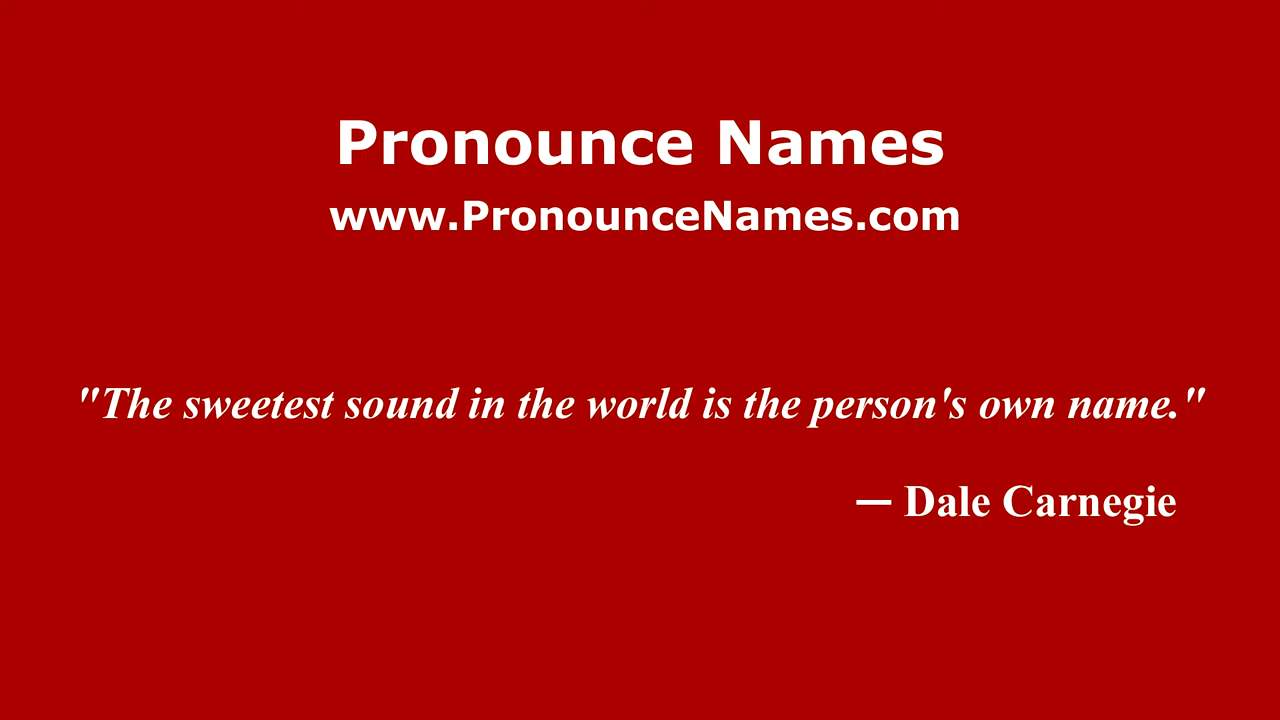 Pronounce Names
www.PronounceNames.com
"The sweetest sound in the world is the person's own name."
— Dale Carnegie